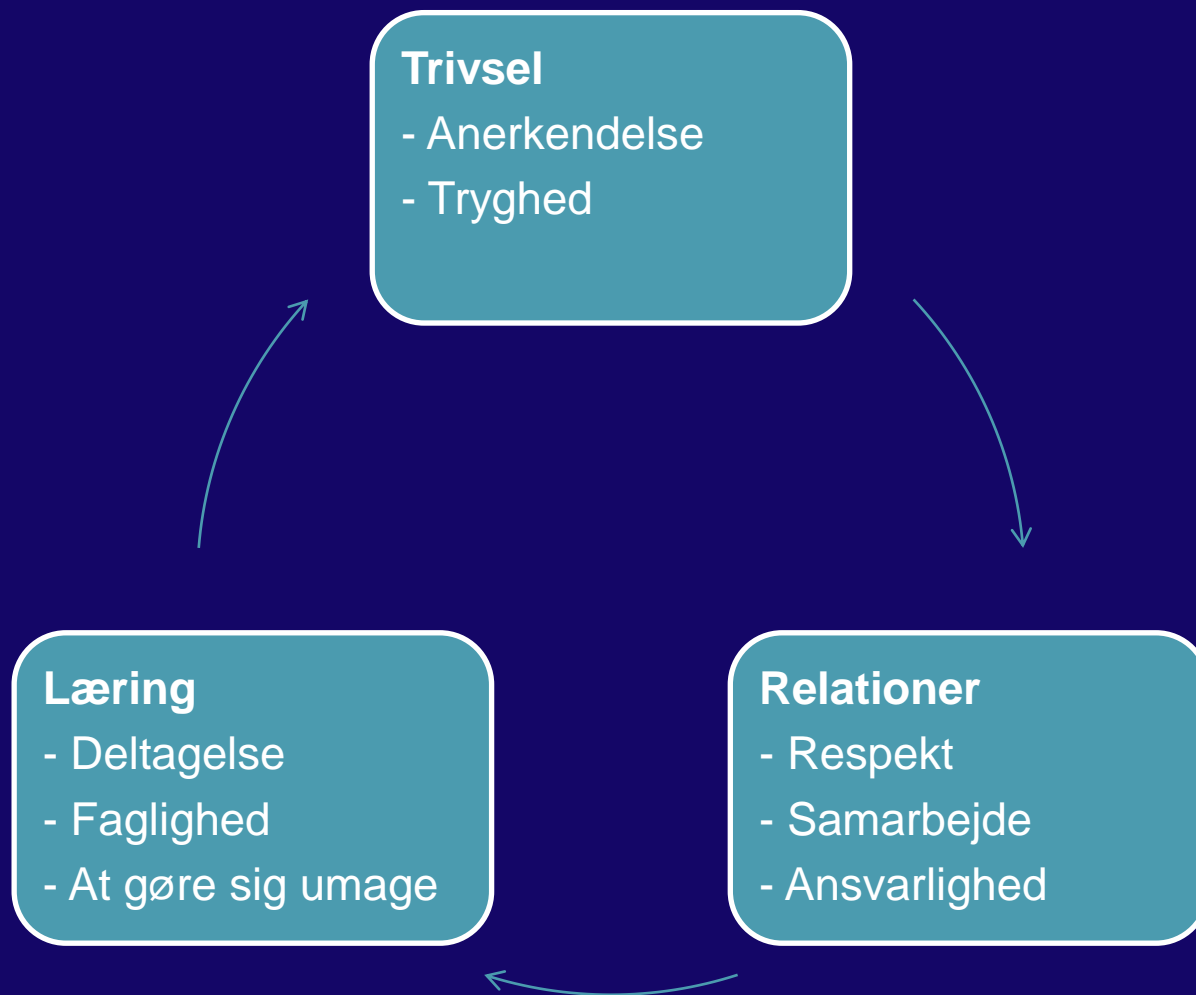 Trivsel
- Anerkendelse
- Tryghed
Læring
- Deltagelse
- Faglighed
- At gøre sig umage
Relationer
- Respekt
- Samarbejde
- Ansvarlighed